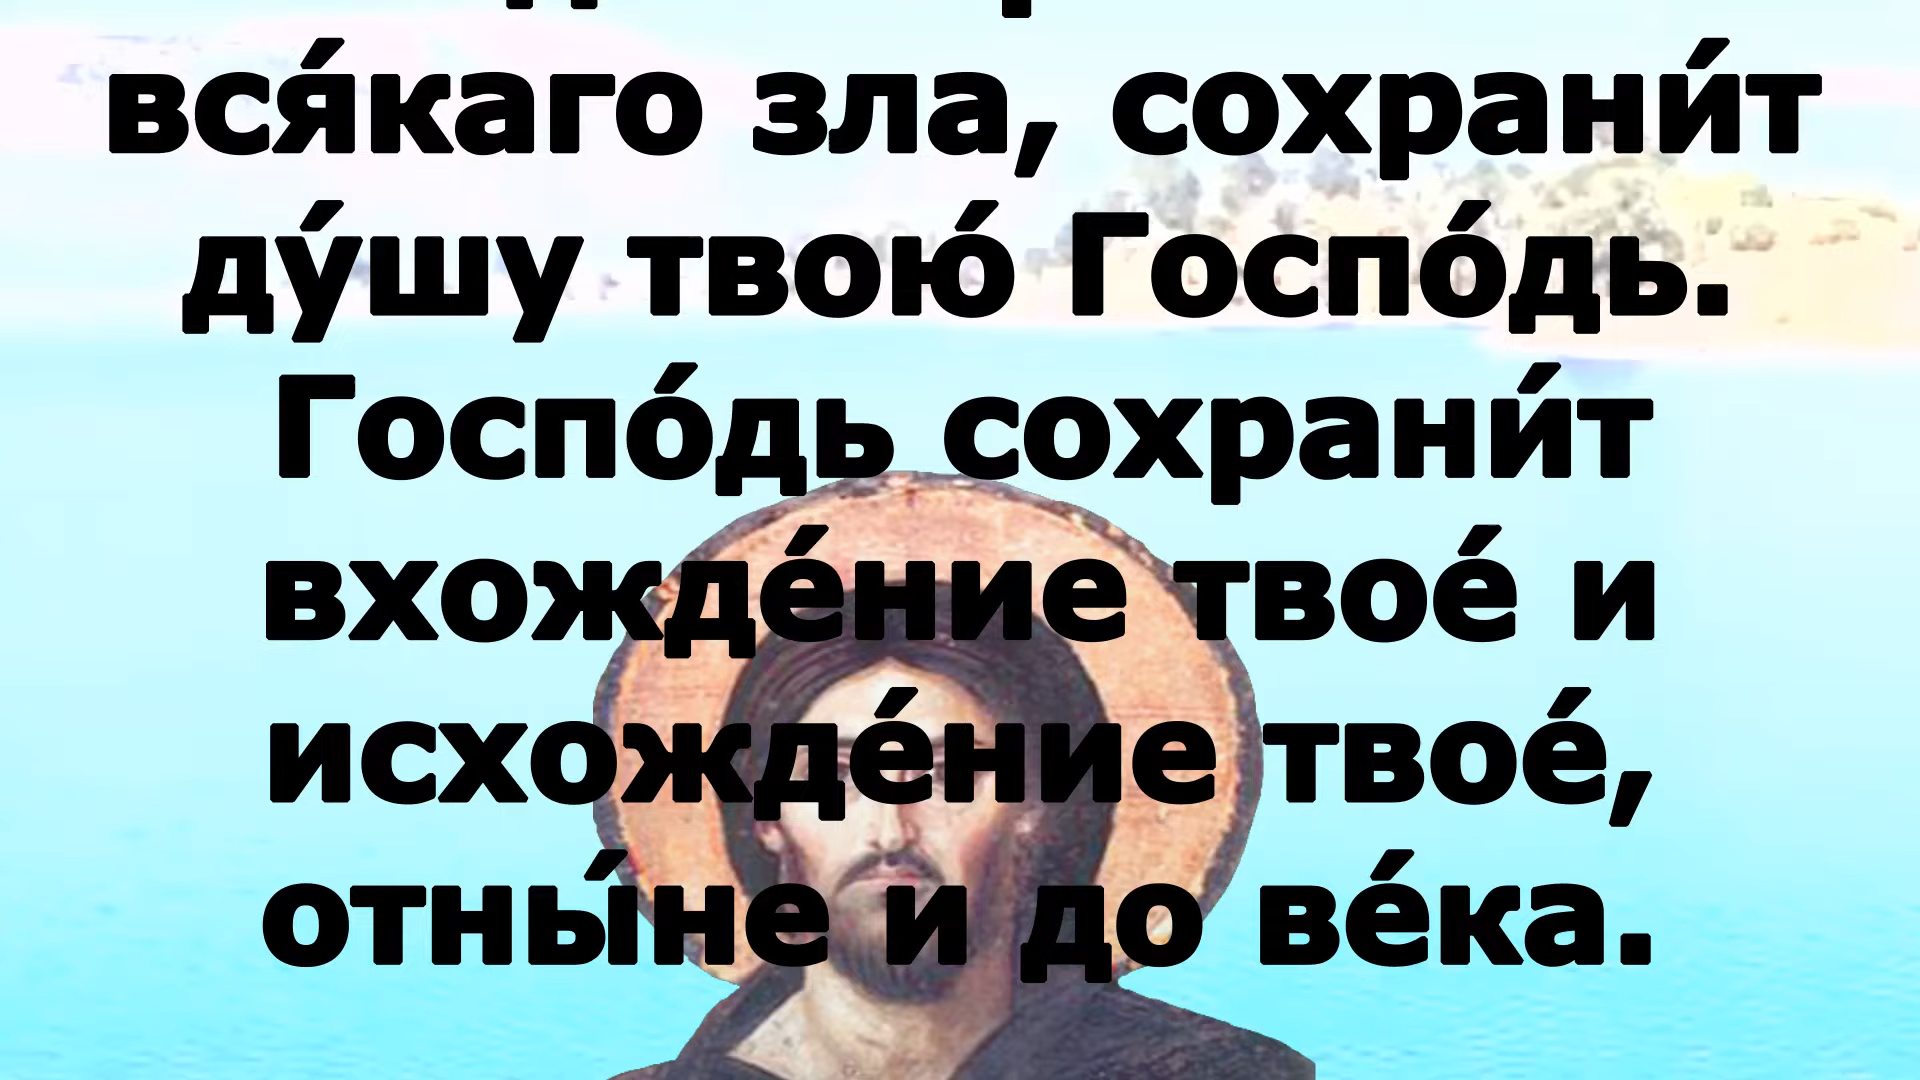 вся́каго зла, сохрани́т
ду́шу твою́ Госпо́дь.
Госпо́дь сохрани́т
вхожде́ние твое́ и
исхожде́ние твое́,
отны́не и до ве́ка.